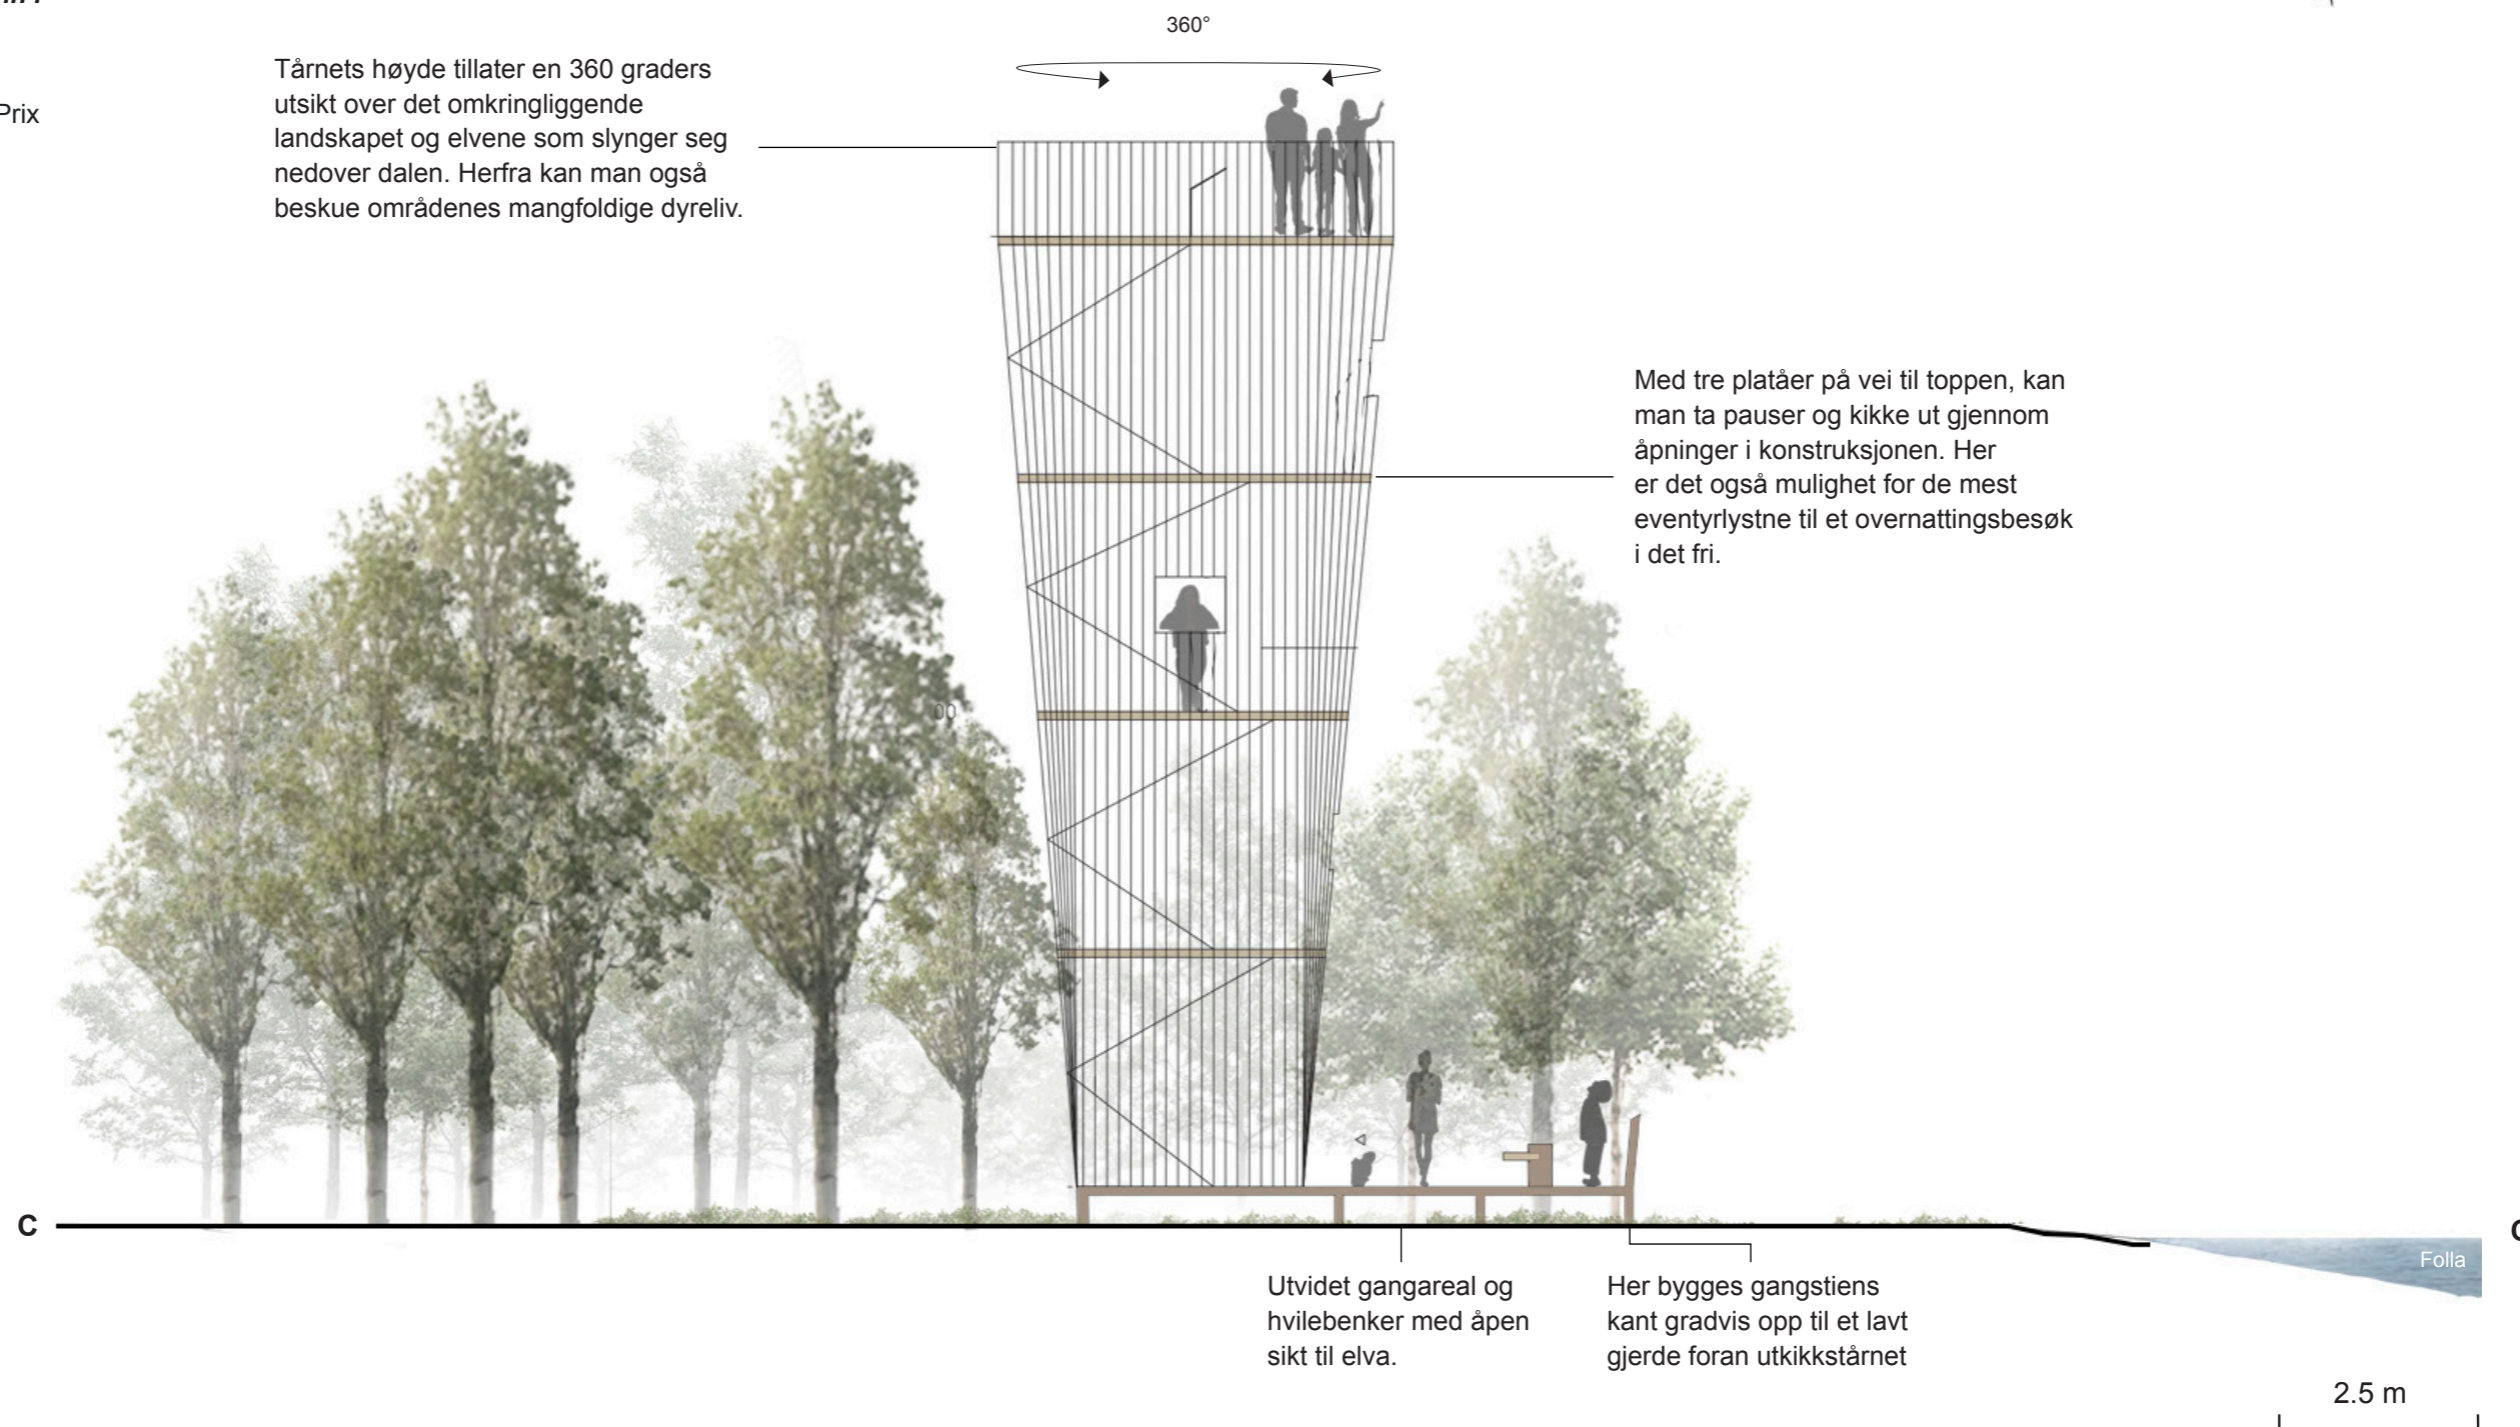 360°
Prix
Tårnets høyde tillater en 360 graders
utsikt over det omkringliggende
landskapet og elvene som slynger seg
nedover dalen. Herfra kan man også
beskue områdenes mangfoldige dyreliv.
Med tre platåer på vei til toppen, kan
man ta pauser og kikke ut gjennom
åpninger i konstruksjonen. Her
er det også mulighet for de mest
eventyrlystne til et overnattingsbesøk
i det fri.
00
C
Folla
Utvidet gangareal og
hvilebenker med åpen
sikt til elva.
Her bygges gangstiens
kant gradvis opp til et lavt
gjerde foran utkikkstårnet
2.5 m